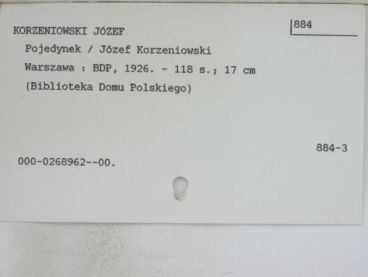 884
KORZENIOWSKI JÓZEF
Pojedynek / Józef Korzeniowski
Warszawa : BDP, 1926. - 118 s.; 17 cm
(Biblioteka Domu Polskiego)
884-3
000-0268962--00.